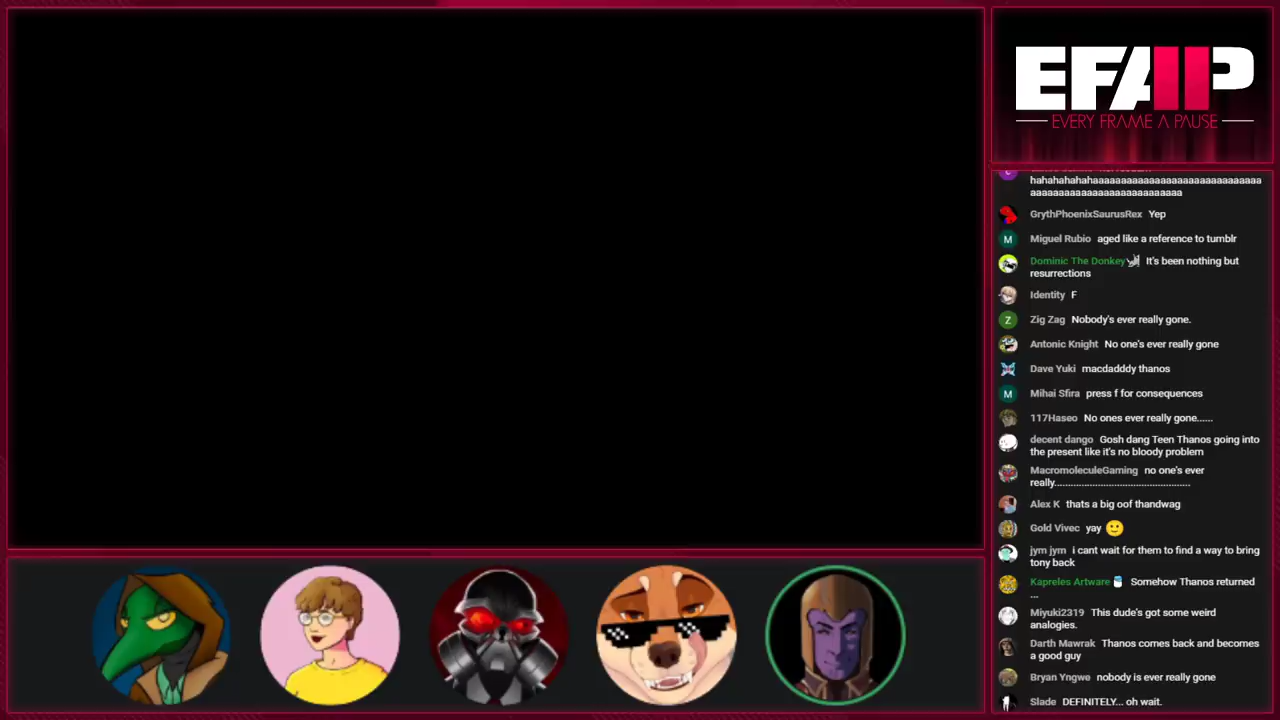 EFAP
EVERY FRAME A PAUSE
hahahahahahaaaaaaaaaaaaaaaaaaaaaaaaaaaaaaaaaa
aaaaaaaaaaaaaaaaaaaaaaaaaaaa
GrythPhoenixSaurusRex Yep
M Miguel Rubio aged like a reference to tumblr
Dominic The Donkey It's been nothing but
resurrections
Identity F
Z Zig Zag Nobody's ever really gone.
Antonic Knight No one's ever really gone
Dave Yuki macdadddy thanos
M Mihai Sfira press f for consequences
117Haseo No ones ever really gone......
decent dango Gosh dang Teen Thanos going into
the present like it's no bloody problem
MacromoleculeGaming no one's ever
really.................................................
Alex K thats a big oof thandwag
Gold Vivec yay 🙂
jym jym i cant wait for them to find a way to bring
tony back
Kapreles Artware Somehow Thanos returned
...
Miyuki2319 This dude's got some weird
analogies.
Darth Mawrak Thanos comes back and becomes
a good guy
Bryan Yngwe nobody is ever really gone
Slade DEFINITELY... oh wait.